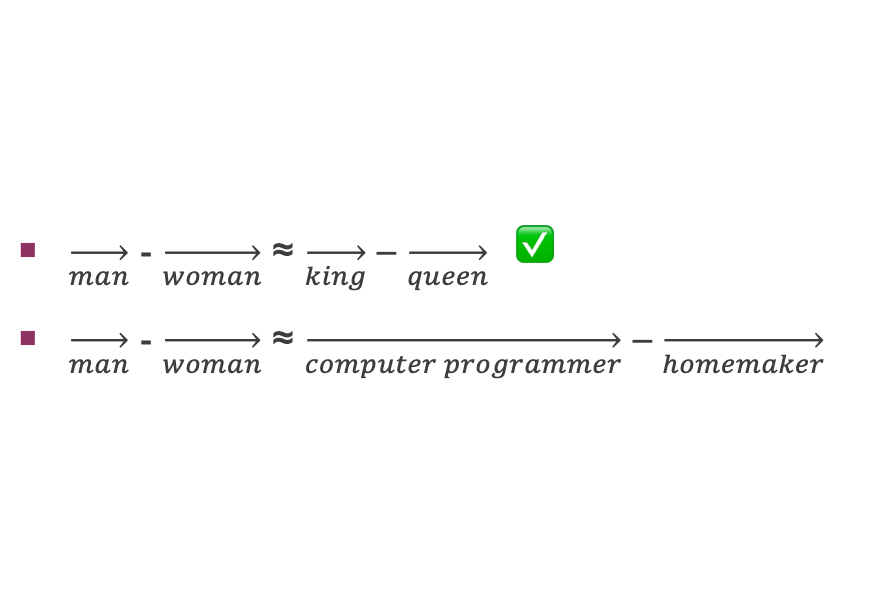 ▪ man - woman ≈ king − queen ✅
▪ man - woman ≈ computer programmer − homemaker